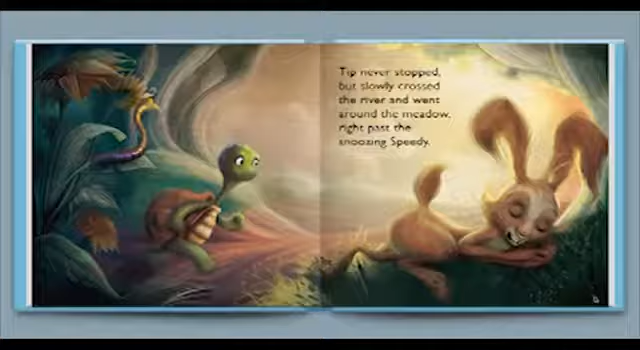 Tip never stopped,
but slowly crossed
the river and went
around the meadow,
right past the
snoozing Speedy.